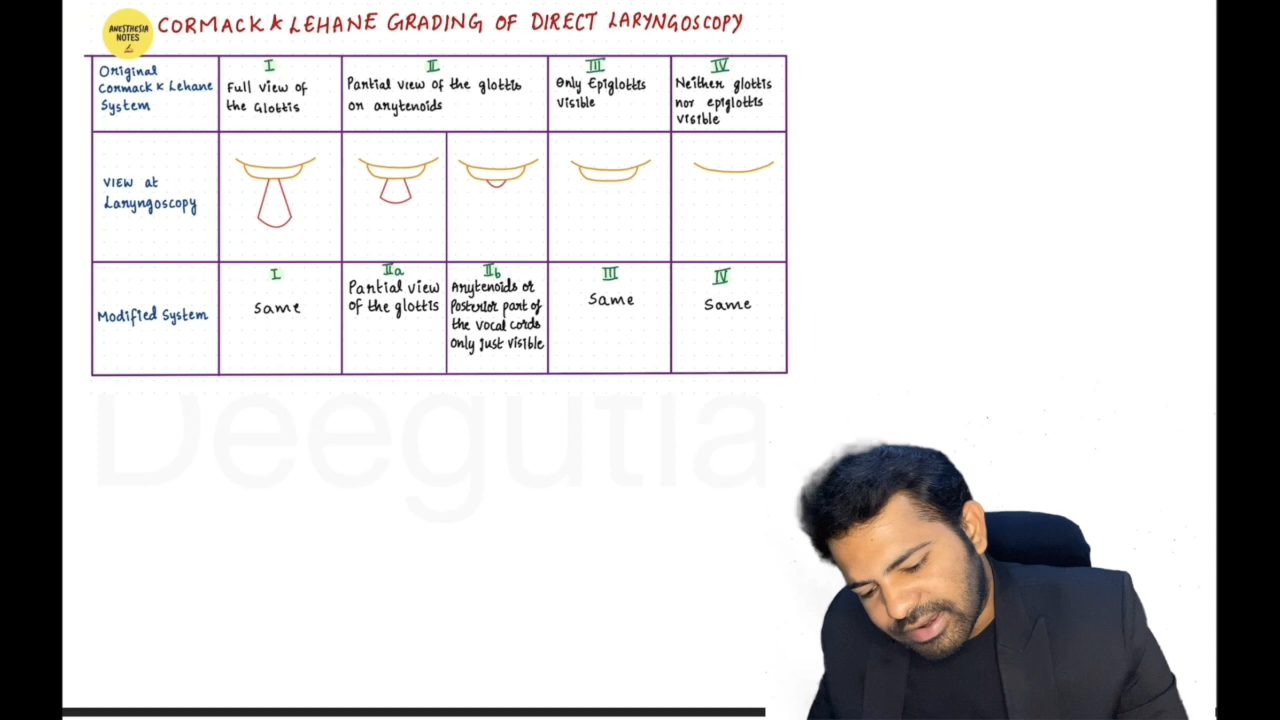 ANESTHESIA
NOTES
CORMACK & LEHANE GRADING OF DIRECT LARYNGOSCOPY
Original
Cormack & Lehane
System
I
Full view of
the Glottis
II
Partial view of the glottis
or arytenoids
III
Only Epiglottis
visible
IV
Neither glottis
nor epiglottis
visible
VIEW at
Laryngoscopy
Modified System
I
Same
IIa
Partial view
of the glottis
IIb
Arytenoids or
Posterior part of
the vocal cords
only just visible
III
Same
IV
Same
Deegutla